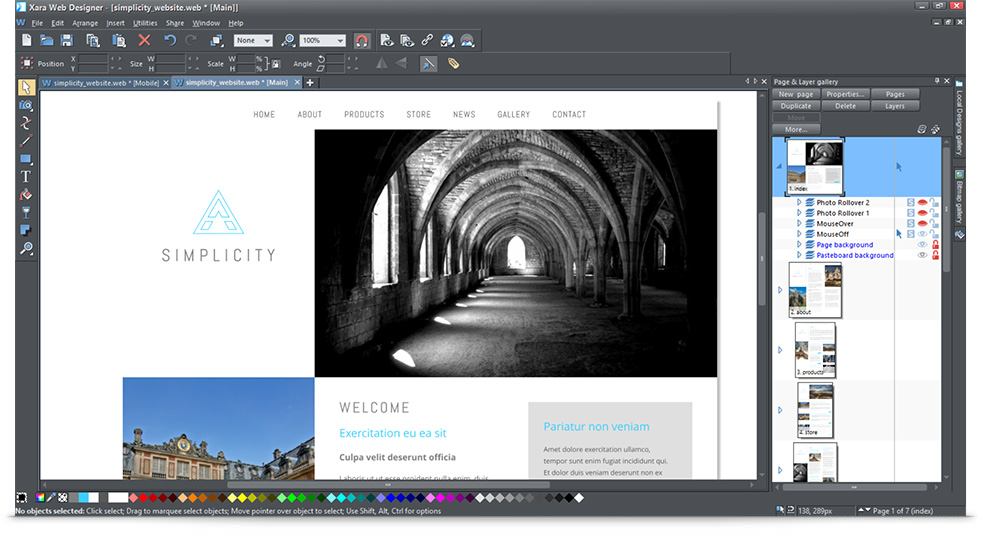 Xara Web Designer - [simplicity_website.web * [Main]]
File Edit Arrange Insert Utilities Share Window Help
None 100%
Position X Y Size W H Scale W % H % Angle
simplicity_website.web * [Mobile] simplicity_website.web * [Main]
Page & Layer gallery
New page Properties... Pages
Duplicate Delete Layers
Move
More...
Local Designs gallery
Bitmap gallery
HOME ABOUT PRODUCTS STORE NEWS GALLERY CONTACT
SIMPLICITY
WELCOME
Exercitation eu ea sit
Culpa velit deserunt officia
Laboris ut ut esse proident nulla enim, duis
Pariatur non veniam
Amet dolore exercitation ullamco,
tempor sunt enim fugiat incididunt qui.
Et dolor duis veniam deserunt non ex
1. index
Photo Rollover 2
Photo Rollover 1
MouseOver
MouseOff
Page background
Pasteboard background
2. about
3. products
4. store
No objects selected: Click select; Drag to marquee select objects; Move pointer over object to select; Use Shift, Alt, Ctrl for options
138, 289px
Page 1 of 7 (index)